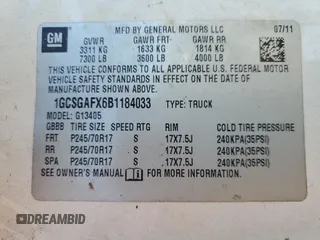 GM
MFD BY GENERAL MOTORS LLC 07/11
GVWR GAWR FRT GAWR RR
3311 KG 1633 KG 1814 KG
7300 LB 3600 LB 4000 LB
THIS VEHICLE CONFORMS TO ALL APPLICABLE U.S. FEDERAL MOTOR
VEHICLE SAFETY STANDARDS IN EFFECT ON THE DATE OF
MANUFACTURE SHOWN ABOVE.
1GCSGAFX6B1184033 TYPE: TRUCK
MODEL: G13405
GBBB TIRE SIZE SPEED RTG RIM COLD TIRE PRESSURE
FRT P245/70R17 S 17X7.5J 240KPA(35PSI)
RR P245/70R17 S 17X7.5J 240KPA(35PSI)
SPA P245/70R17 S 17X7.5J 240KPA(35PSI)
SEE OWNER'S MANUAL FOR ADDITIONAL INFORMATION.
DREAMBID